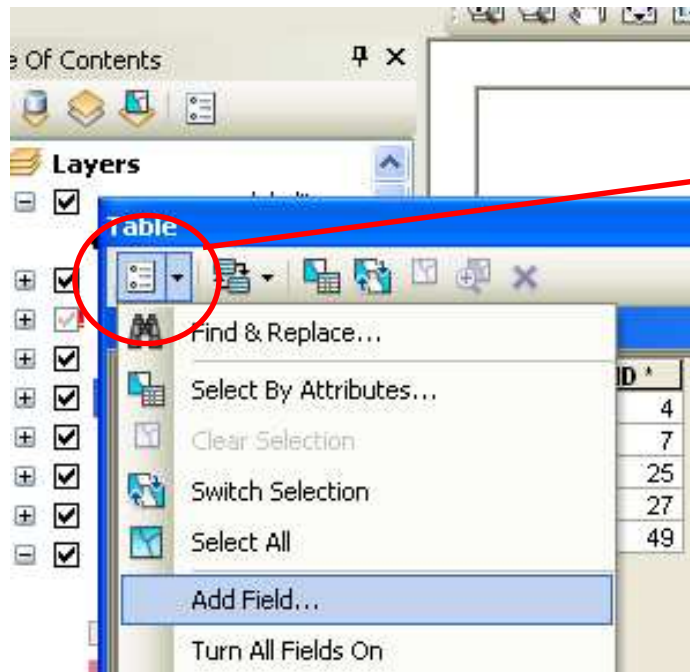 e Of Contents
Layers
Table
Find & Replace...
Select By Attributes...
Clear Selection
Switch Selection
Select All
Add Field...
Turn All Fields On
ID *
4
7
25
27
49